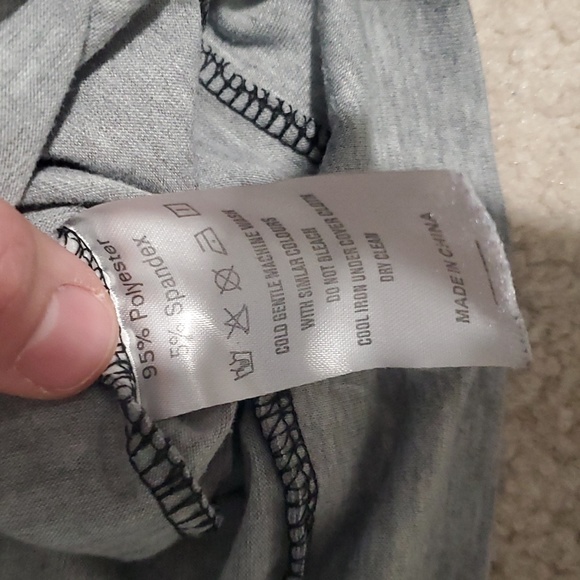 95% Polyester
5% Spandex
COLD GENTLE MACHINE WASH
WITH SIMILAR COLOURS
DO NOT BLEACH
COOL IRON UNDER COVER CLOTH
DRY CLEAN
MADE IN CHINA